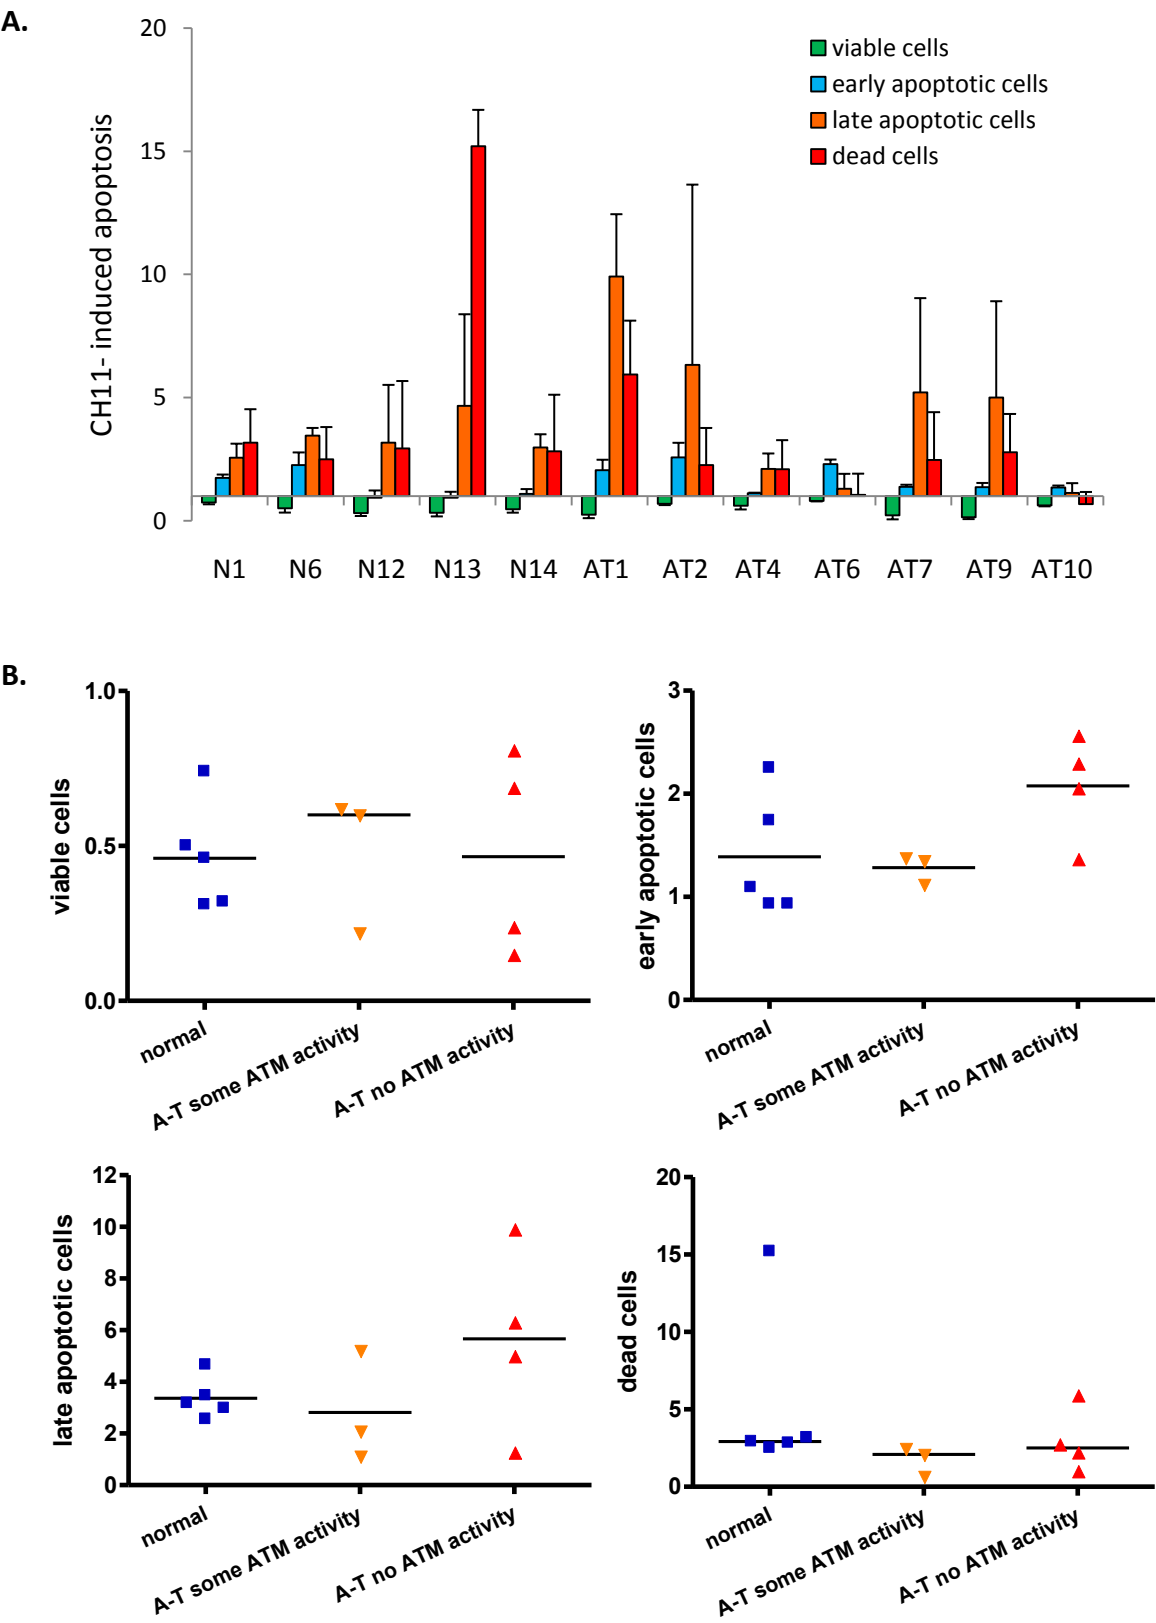 A.
20
15
10
5
0
CH11- induced apoptosis
viable cells
early apoptotic cells
late apoptotic cells
dead cells
N1 N6 N12 N13 N14 AT1 AT2 AT4 AT6 AT7 AT9 AT10
B.
1.0
0.5
0.0
viable cells
normal
A-T some ATM activity
A-T no ATM activity
3
2
1
0
early apoptotic cells
normal
A-T some ATM activity
A-T no ATM activity
12
10
8
6
4
2
0
late apoptotic cells
normal
A-T some ATM activity
A-T no ATM activity
20
15
10
5
0
dead cells
normal
A-T some ATM activity
A-T no ATM activity